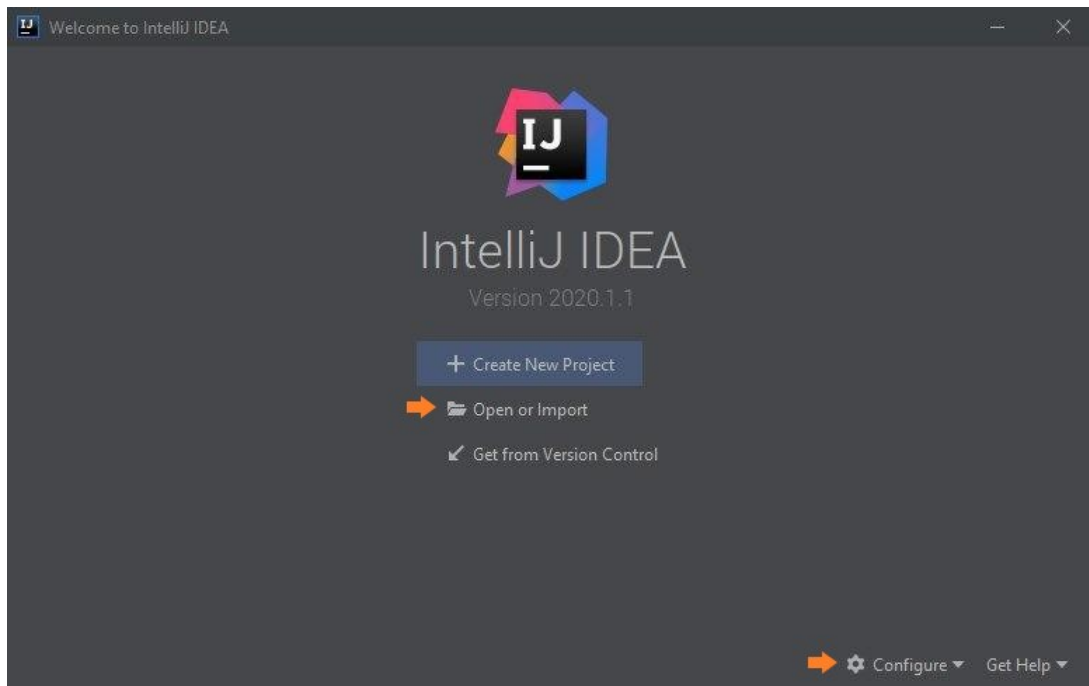 Welcome to IntelliJ IDEA
IJ
IntelliJ IDEA
Version 2020.1.1
Create New Project
Open or Import
Get from Version Control
Configure Get Help